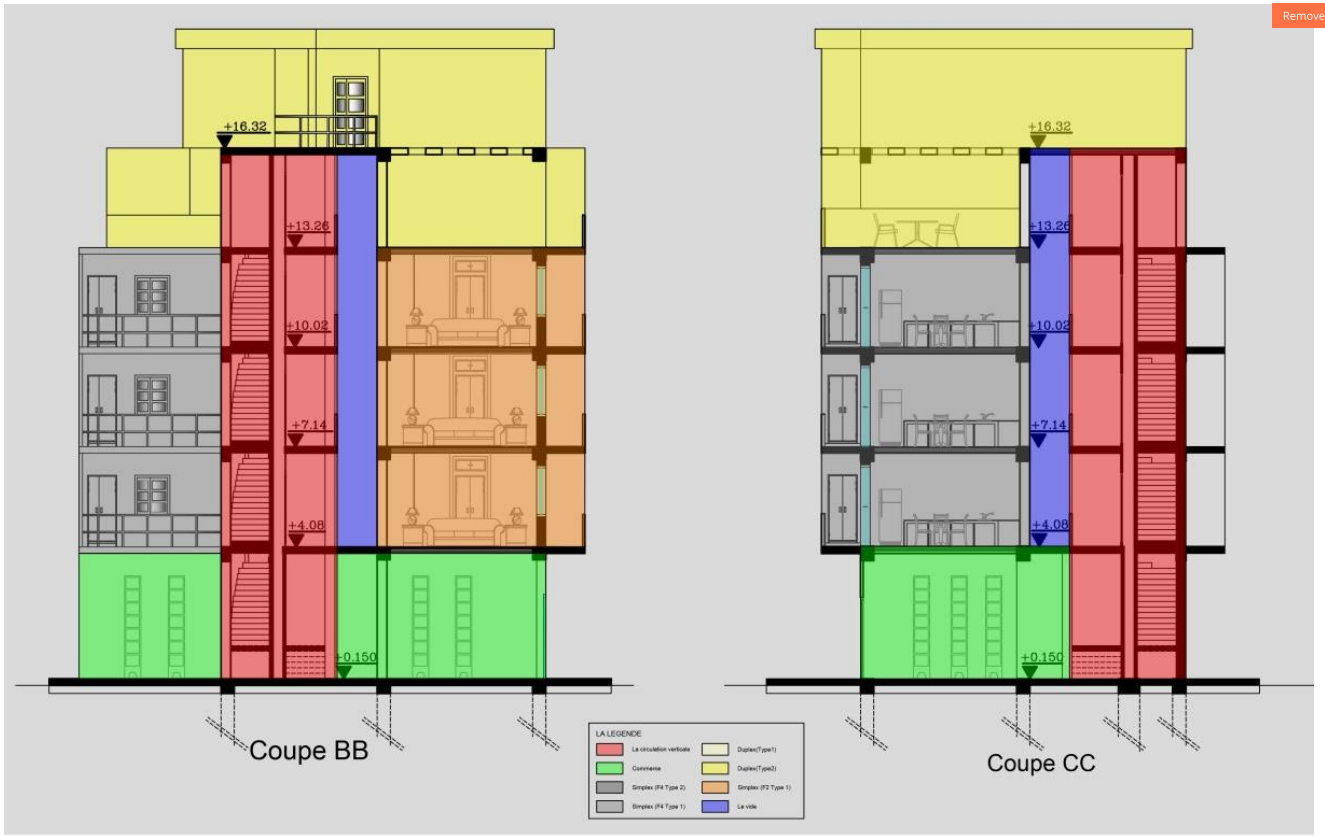 Remove
+16.32
+16.32
+13.26
+13.26
+10.02
+10.02
+7.14
+7.14
+4.08
+4.08
+0.150
+0.150
Coupe BB
Coupe CC
LA LEGENDE
La circulation verticale
Duplex(Type1)
Commerce
Duplex(Type2)
Simplex (F4 Type 2)
Simplex (F2 Type 1)
Simplex (F4 Type 1)
Le vide